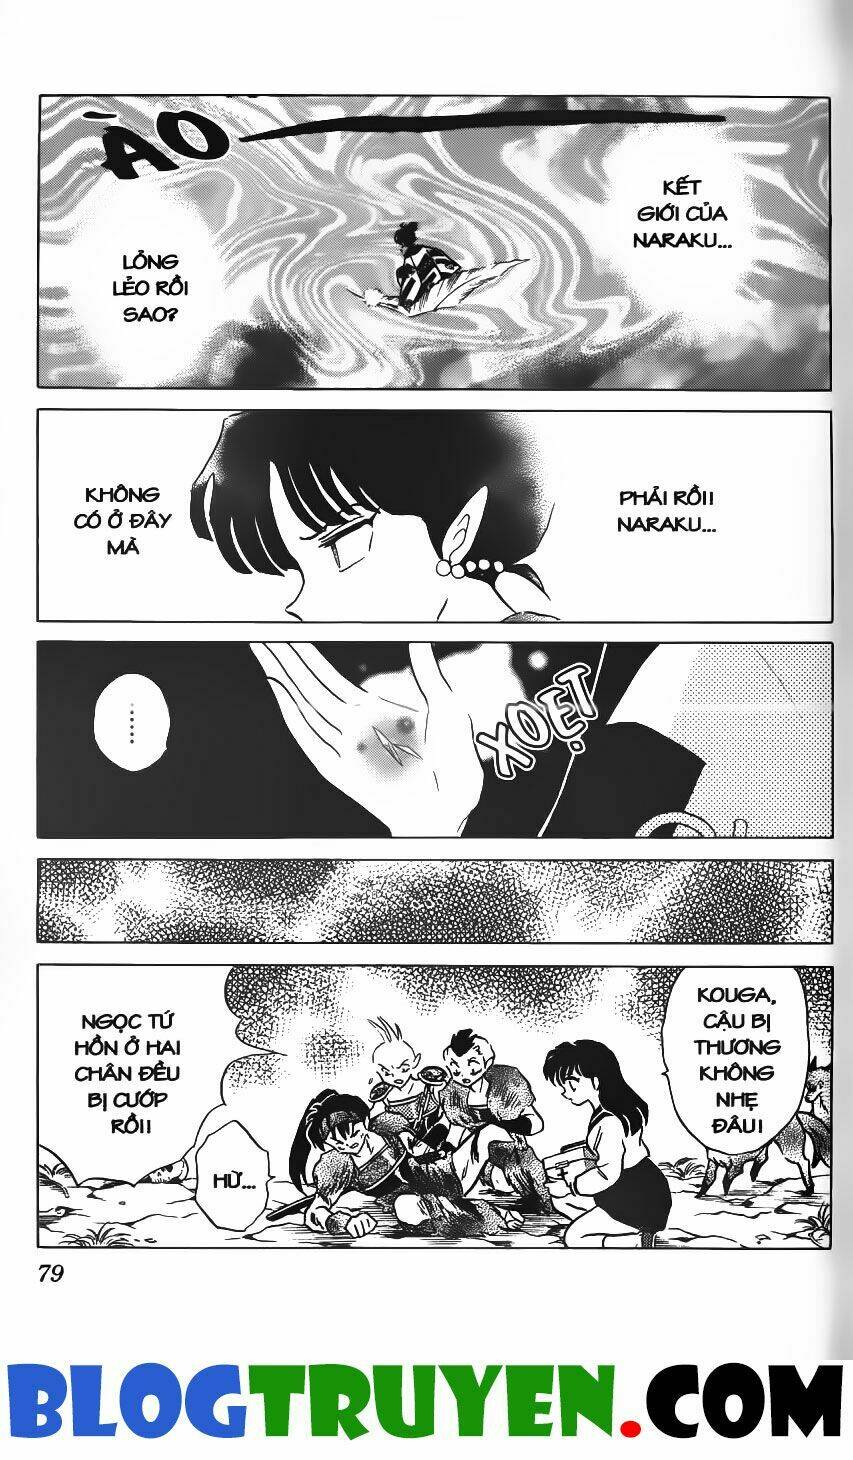 ÀO
KẾT
GIỚI CỦA
NARAKU...
LỎNG
LẺO RỒI
SAO?
PHẢI RỒI!
NARAKU...
KHÔNG
CÓ Ở ĐÂY
MÀ
......
XOẸT
KOUGA,
CẬU BỊ
THƯƠNG
KHÔNG
NHẸ
ĐÂU!
NGỌC TỨ
HỒN Ở HAI
CHÂN ĐỀU
BỊ CƯỚP
RỒI!
HỪ...
79
BLOGTRUYEN.COM